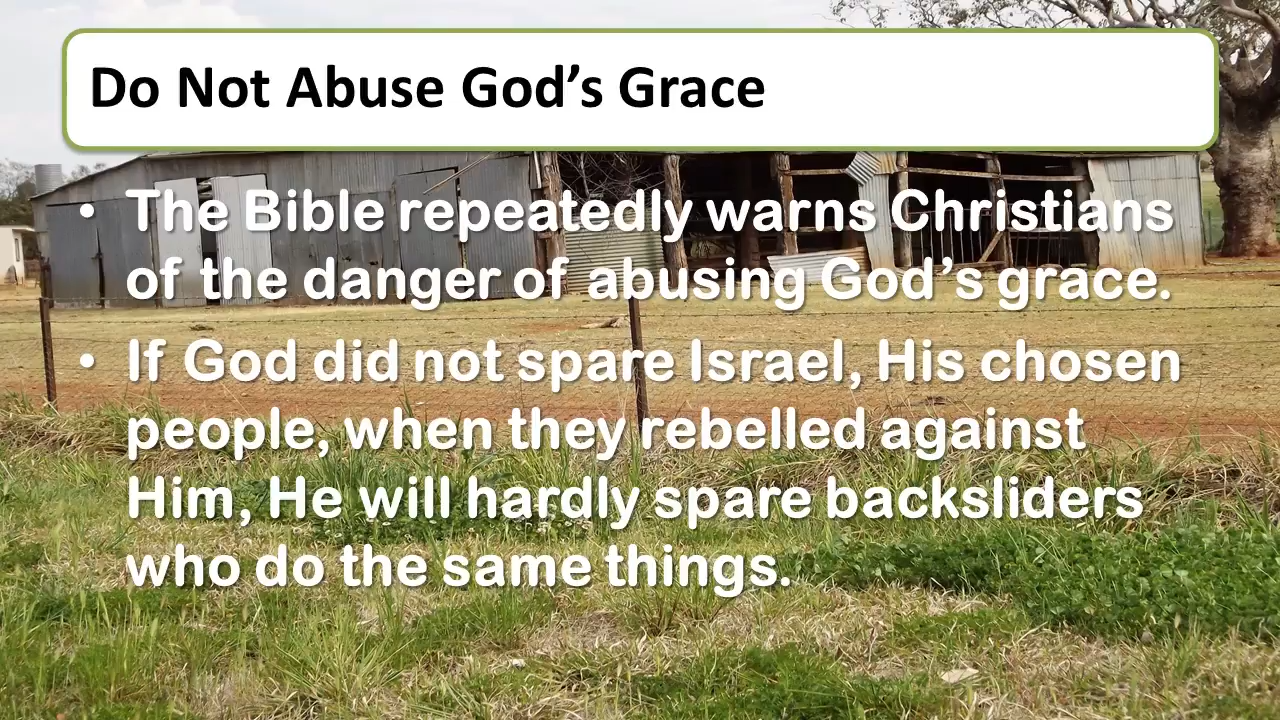 Do Not Abuse God’s Grace
• The Bible repeatedly warns Christians
of the danger of abusing God’s grace.
• If God did not spare Israel, His chosen
people, when they rebelled against
Him, He will hardly spare backsliders
who do the same things.